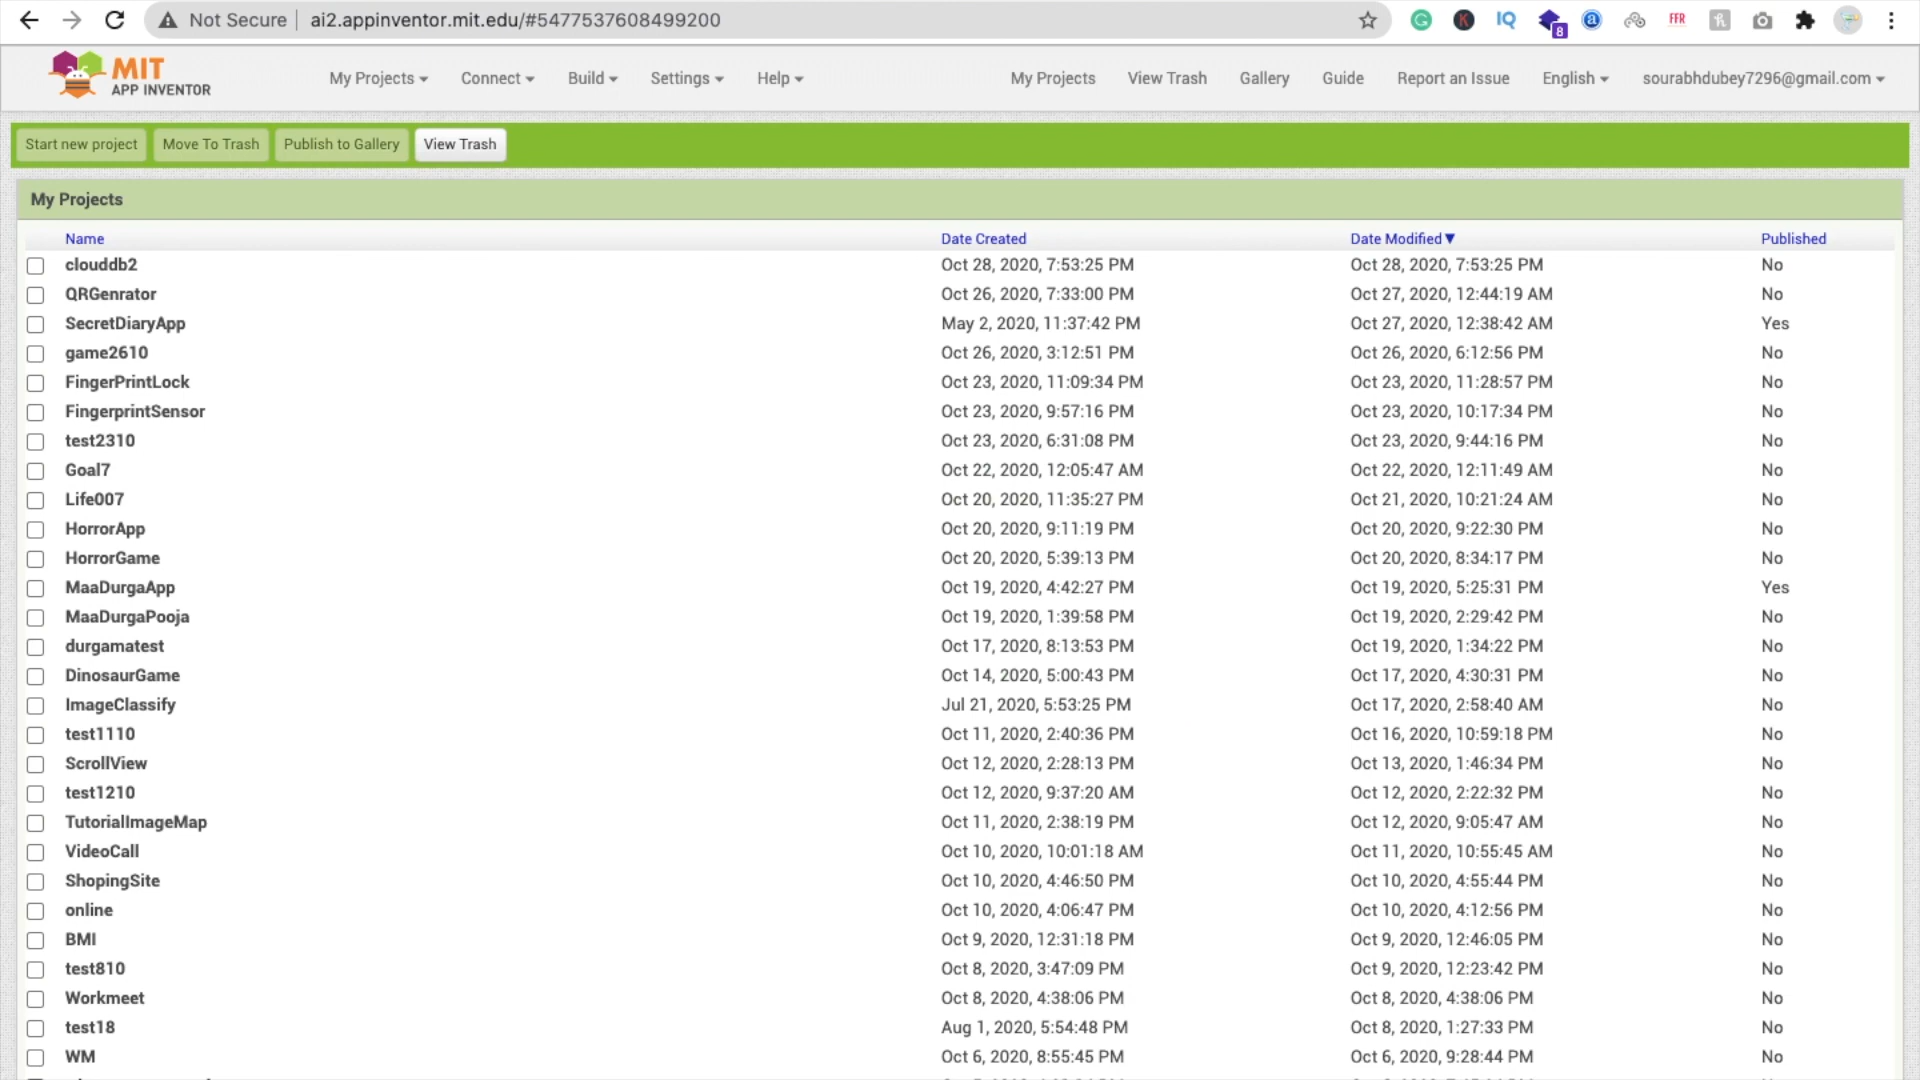 Not Secure ai2.appinventor.mit.edu/#5477537608499200
8
FFR
MIT
APP INVENTOR
My Projects Connect Build Settings Help My Projects View Trash Gallery Guide Report an Issue English sourabhdubey7296@gmail.com
Start new project Move To Trash Publish to Gallery View Trash
My Projects
Name Date Created Date Modified▼ Published
clouddb2 Oct 28, 2020, 7:53:25 PM Oct 28, 2020, 7:53:25 PM No
QRGenrator Oct 26, 2020, 7:33:00 PM Oct 27, 2020, 12:44:19 AM No
SecretDiaryApp May 2, 2020, 11:37:42 PM Oct 27, 2020, 12:38:42 AM Yes
game2610 Oct 26, 2020, 3:12:51 PM Oct 26, 2020, 6:12:56 PM No
FingerPrintLock Oct 23, 2020, 11:09:34 PM Oct 23, 2020, 11:28:57 PM No
FingerprintSensor Oct 23, 2020, 9:57:16 PM Oct 23, 2020, 10:17:34 PM No
test2310 Oct 23, 2020, 6:31:08 PM Oct 23, 2020, 9:44:16 PM No
Goal7 Oct 22, 2020, 12:05:47 AM Oct 22, 2020, 12:11:49 AM No
Life007 Oct 20, 2020, 11:35:27 PM Oct 21, 2020, 10:21:24 AM No
HorrorApp Oct 20, 2020, 9:11:19 PM Oct 20, 2020, 9:22:30 PM No
HorrorGame Oct 20, 2020, 5:39:13 PM Oct 20, 2020, 8:34:17 PM No
MaaDurgaApp Oct 19, 2020, 4:42:27 PM Oct 19, 2020, 5:25:31 PM Yes
MaaDurgaPooja Oct 19, 2020, 1:39:58 PM Oct 19, 2020, 2:29:42 PM No
durgamatest Oct 17, 2020, 8:13:53 PM Oct 19, 2020, 1:34:22 PM No
DinosaurGame Oct 14, 2020, 5:00:43 PM Oct 17, 2020, 4:30:31 PM No
ImageClassify Jul 21, 2020, 5:53:25 PM Oct 17, 2020, 2:58:40 AM No
test1110 Oct 11, 2020, 2:40:36 PM Oct 16, 2020, 10:59:18 PM No
ScrollView Oct 12, 2020, 2:28:13 PM Oct 13, 2020, 1:46:34 PM No
test1210 Oct 12, 2020, 9:37:20 AM Oct 12, 2020, 2:22:32 PM No
TutorialImageMap Oct 11, 2020, 2:38:19 PM Oct 12, 2020, 9:05:47 AM No
VideoCall Oct 10, 2020, 10:01:18 AM Oct 11, 2020, 10:55:45 AM No
ShopingSite Oct 10, 2020, 4:46:50 PM Oct 10, 2020, 4:55:44 PM No
online Oct 10, 2020, 4:06:47 PM Oct 10, 2020, 4:12:56 PM No
BMI Oct 9, 2020, 12:31:18 PM Oct 9, 2020, 12:46:05 PM No
test810 Oct 8, 2020, 3:47:09 PM Oct 9, 2020, 12:23:42 PM No
Workmeet Oct 8, 2020, 4:38:06 PM Oct 8, 2020, 4:38:06 PM No
test18 Aug 1, 2020, 5:54:48 PM Oct 8, 2020, 1:27:33 PM No
WM Oct 6, 2020, 8:55:45 PM Oct 6, 2020, 9:28:44 PM No